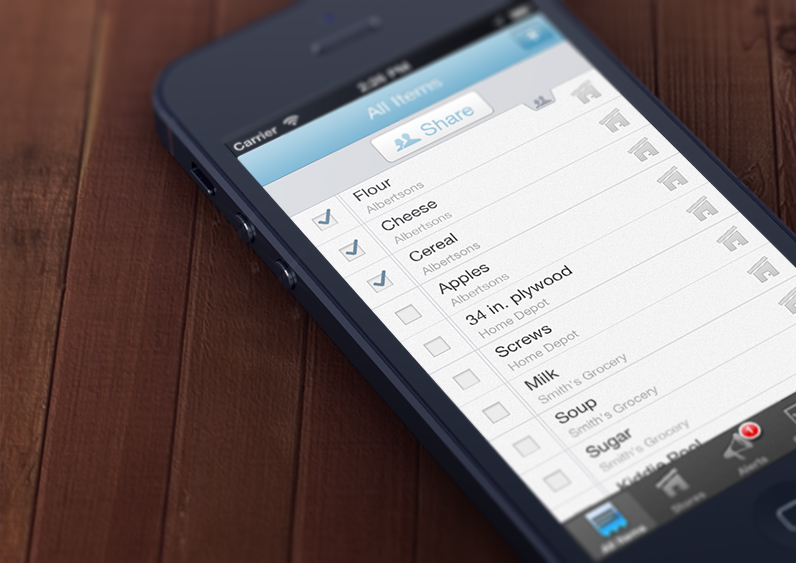 Carrier
2:26 PM
All Items
Share
Flour
Albertsons
Cheese
Albertsons
Cereal
Albertsons
Apples
Albertsons
34 in. plywood
Home Depot
Screws
Home Depot
Milk
Smith's Grocery
Soup
Smith's Grocery
Sugar
Smith's Grocery
Kiddie Pool
All Items
Stores
Alerts
1